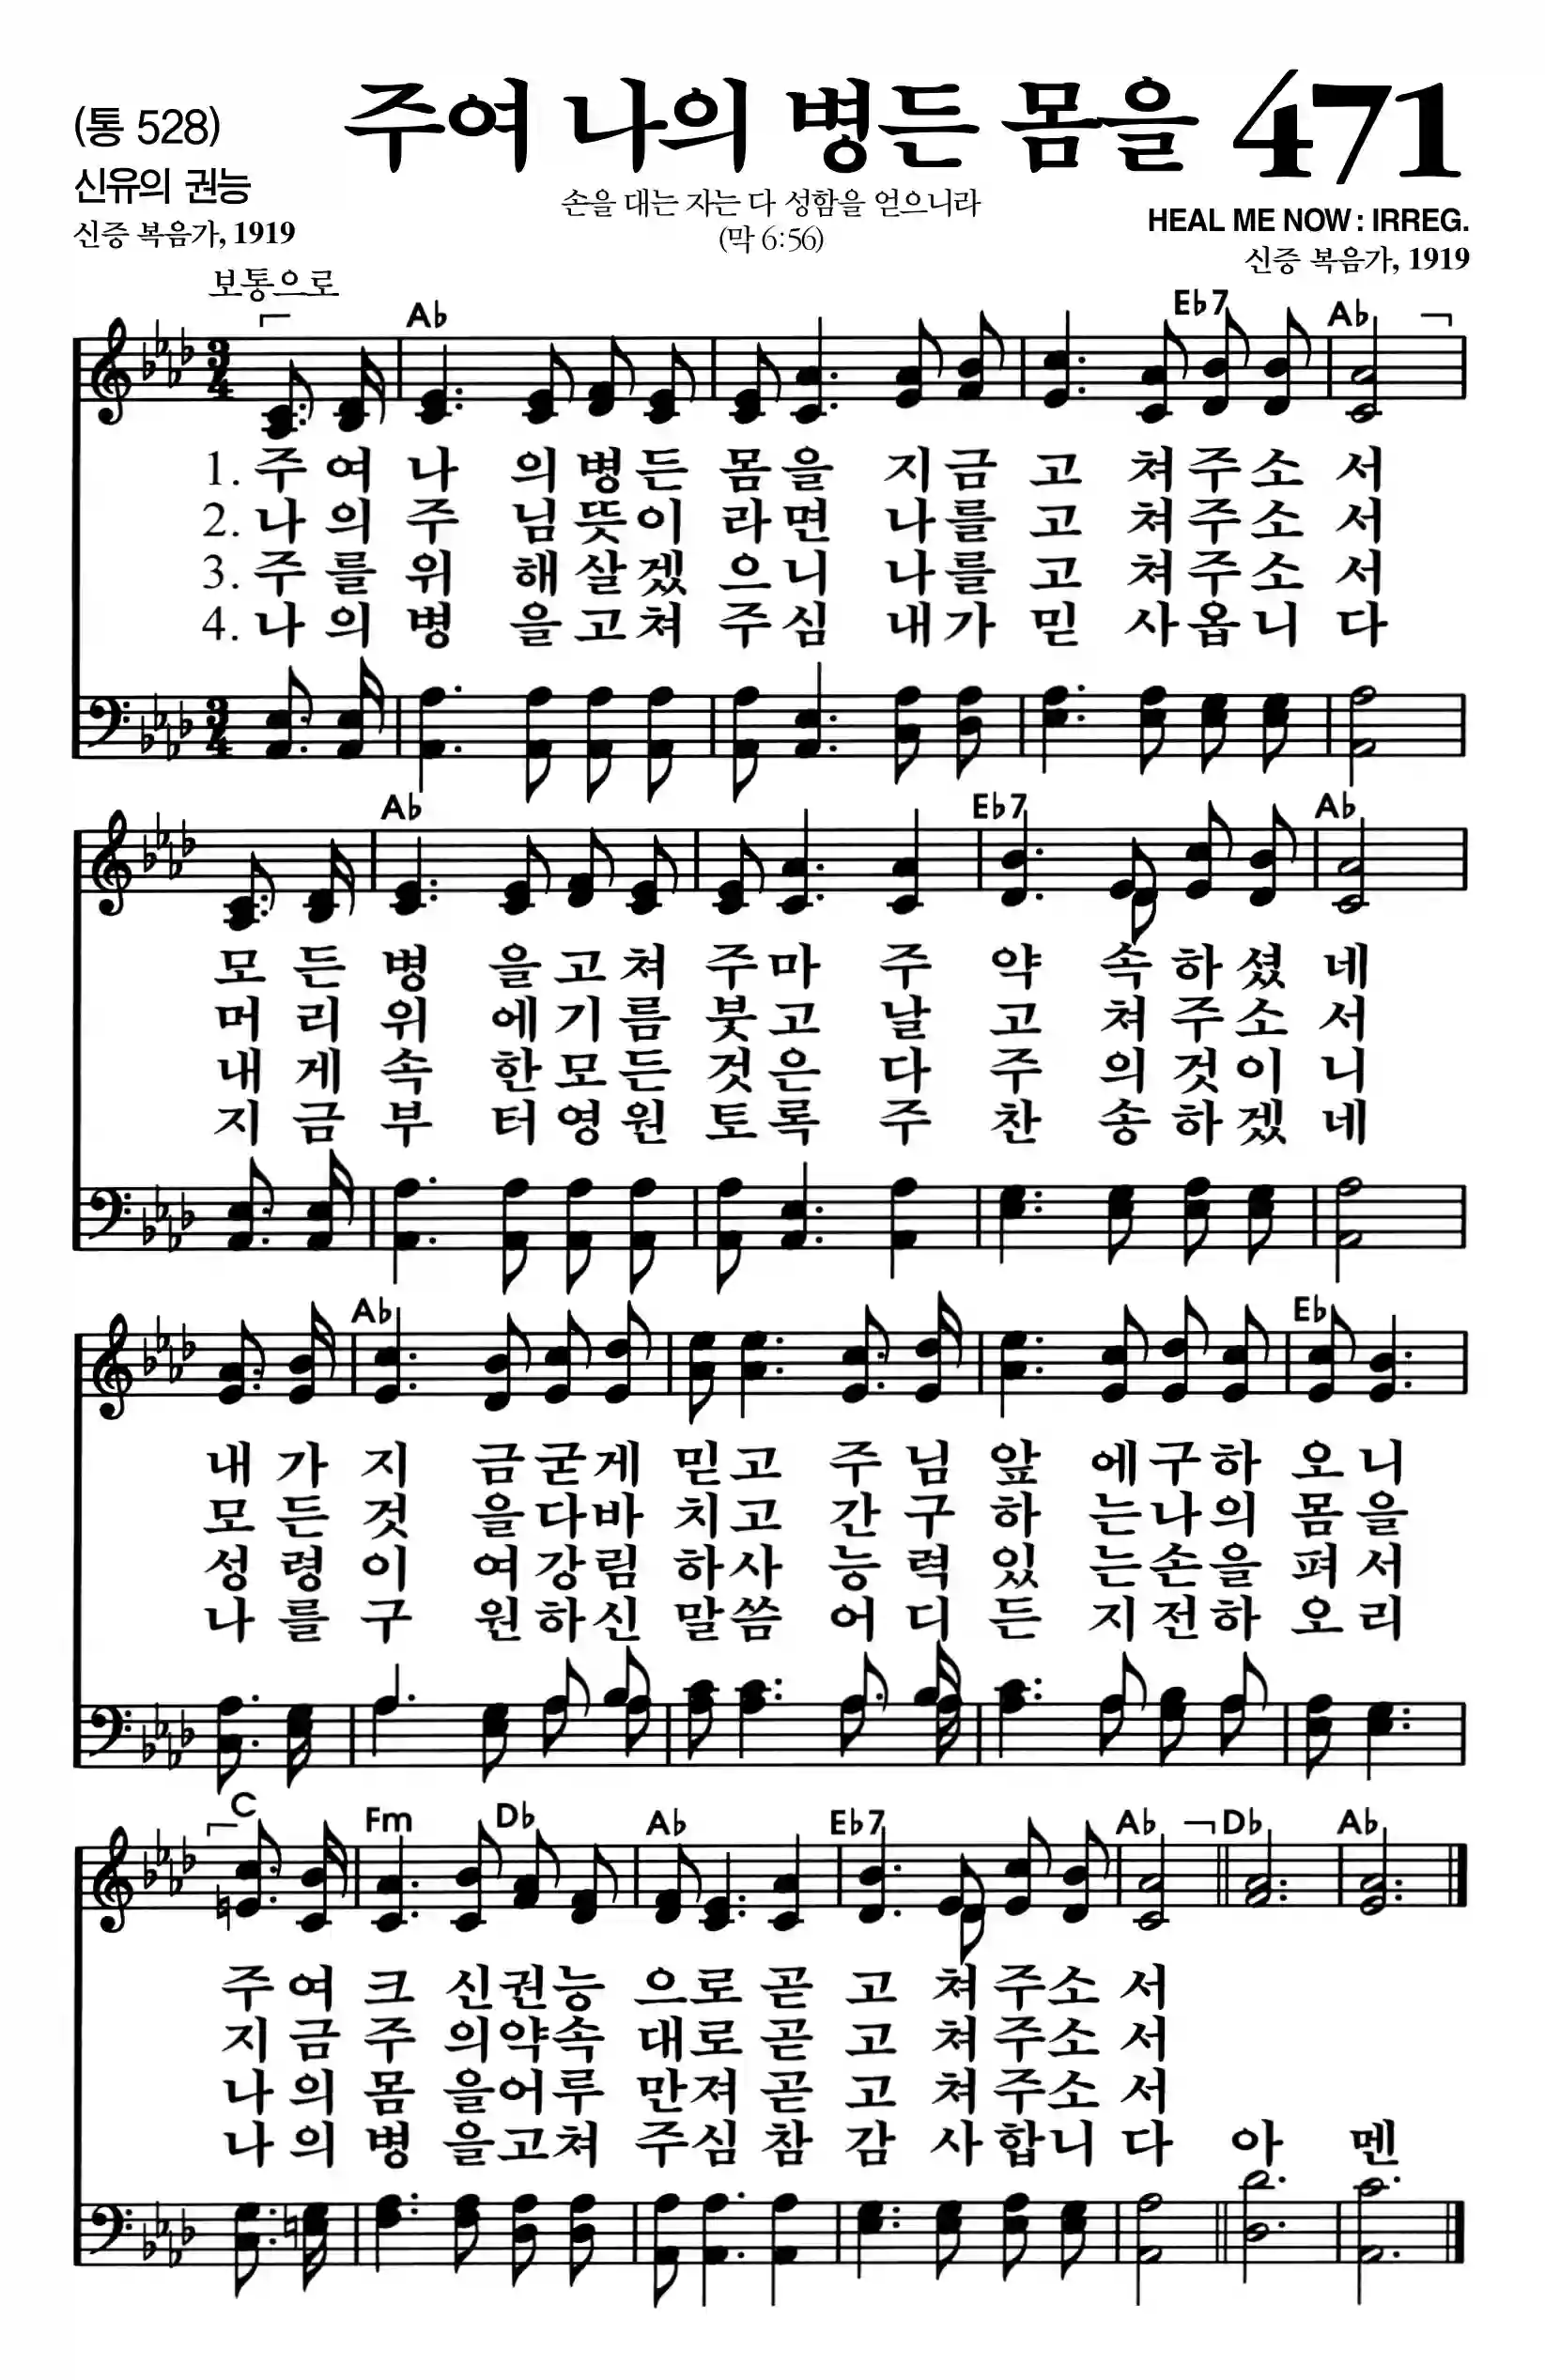 (통 528)
주여 나의 병든 몸을 471
신유의 권능
손을 대는 자는 다 성함을 얻으니라
(막 6:56)
HEAL ME NOW : IRREG.
신증 복음가, 1919
신증 복음가, 1919
보통으로
A♭ E♭7 A♭
1. 주 여 나 의 병 든 몸 을 지 금 고 쳐 주 소 서
2. 나 의 주 님 뜻 이 라 면 나 를 고 쳐 주 소 서
3. 주 를 위 해 살 겠 으 니 나 를 고 쳐 주 소 서
4. 나 의 병 을 고 쳐 주 심 내 가 믿 사 옵 니 다
A♭ E♭7 A♭
모 든 병 을 고 쳐 주 마 주 약 속 하 셨 네
머 리 위 에 기 름 붓 고 날 고 쳐 주 소 서
내 게 속 한 모 든 것 은 다 주 의 것 이 니
지 금 부 터 영 원 토 록 주 찬 송 하 겠 네
A♭ E♭
내 가 지 금 굳 게 믿 고 주 님 앞 에 구 하 오 니
모 든 것 을 다 바 치 고 간 구 하 는 나 의 몸 을
성 령 이 여 강 림 하 사 능 력 있 는 손 을 펴 서
나 를 구 원 하 신 말 씀 어 디 든 지 전 하 오 리
C Fm D♭ A♭ E♭7 A♭ D♭ A♭
주 여 크 신 권 능 으 로 곧 고 쳐 주 소 서
지 금 주 의 약 속 대 로 곧 고 쳐 주 소 서
나 의 몸 을 어 루 만 져 곧 고 쳐 주 소 서
나 의 병 을 고 쳐 주 심 참 감 사 합 니 다 아 멘